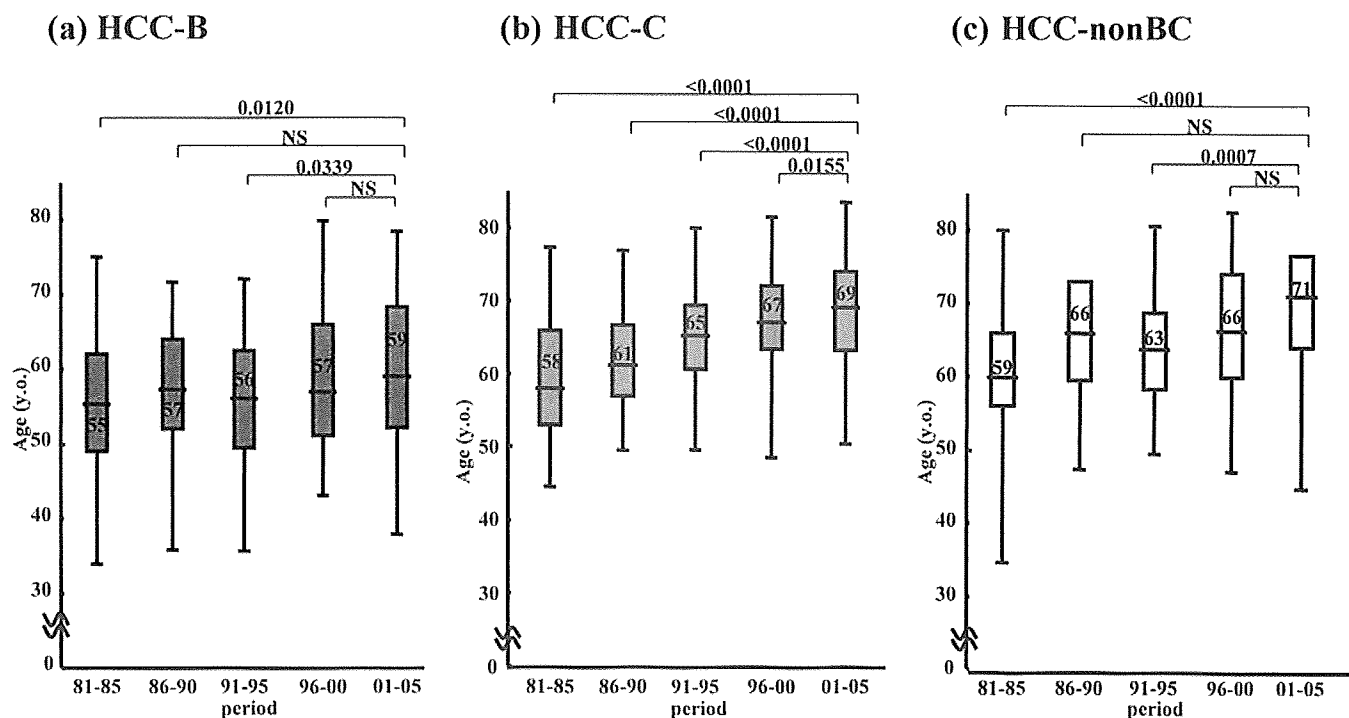 (a) HCC-B
0.0120
NS
0.0339
NS
80
70
60
50
40
30
0
Age (y.o.)
55
57
56
57
59
81-85 86-90 91-95 96-00 01-05
period
(b) HCC-C
<0.0001
<0.0001
<0.0001
0.0155
80
70
60
50
40
30
0
Age (y.o.)
58
61
65
67
69
81-85 86-90 91-95 96-00 01-05
period
(c) HCC-nonBC
<0.0001
NS
0.0007
NS
80
70
60
50
40
30
0
Age (y.o.)
59
66
63
66
71
81-85 86-90 91-95 96-00 01-05
period